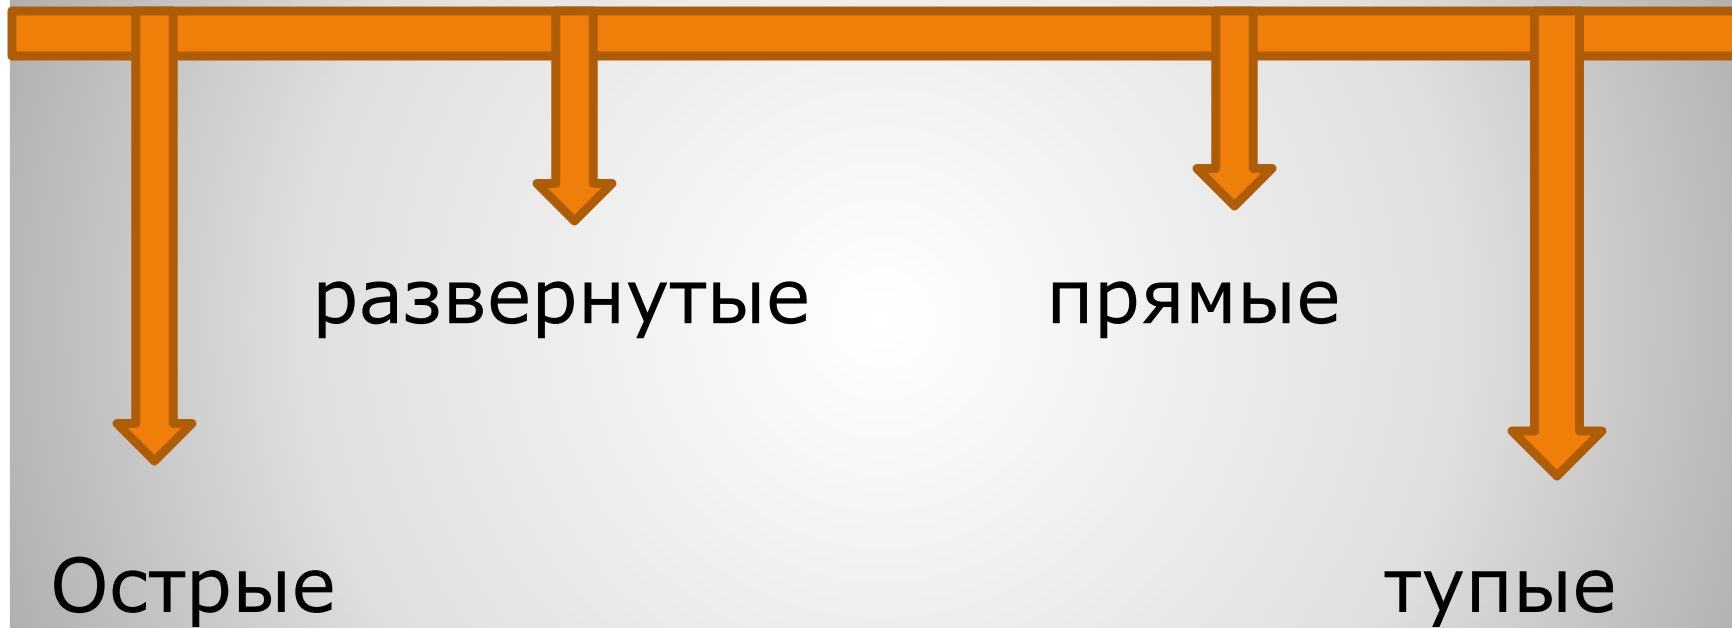 развернутые
прямые
Острые
тупые